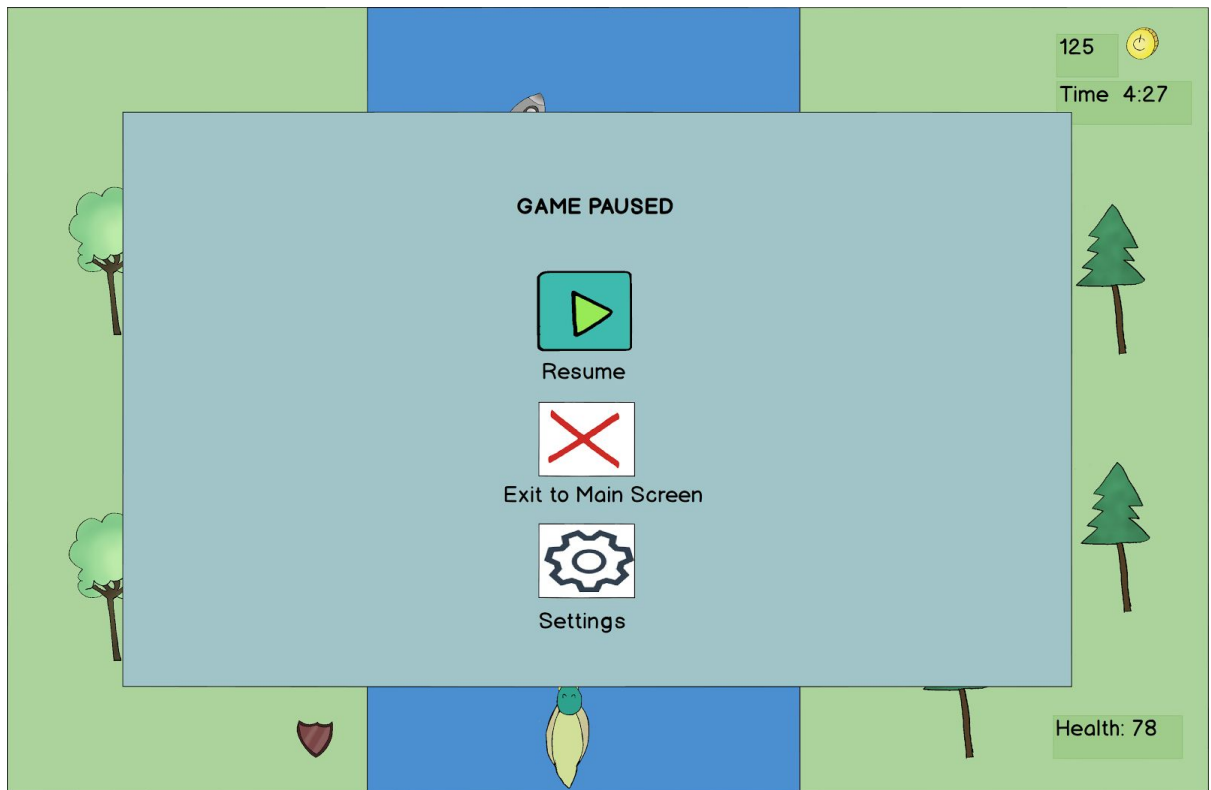 125
Time 4:27
GAME PAUSED
Resume
Exit to Main Screen
Settings
Health: 78